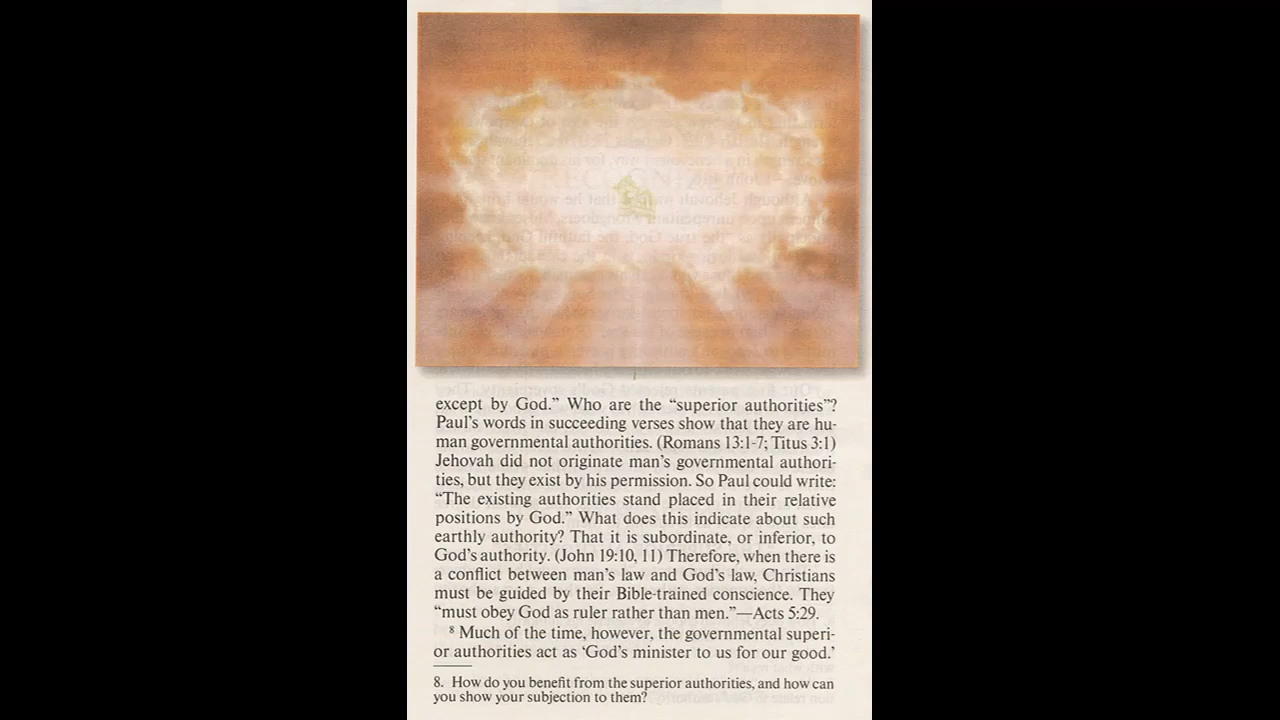 except by God.” Who are the “superior authorities”?
Paul’s words in succeeding verses show that they are hu-
man governmental authorities. (Romans 13:1-7; Titus 3:1)
Jehovah did not originate man’s governmental authori-
ties, but they exist by his permission. So Paul could write:
“The existing authorities stand placed in their relative
positions by God.” What does this indicate about such
earthly authority? That it is subordinate, or inferior, to
God’s authority. (John 19:10, 11) Therefore, when there is
a conflict between man’s law and God’s law, Christians
must be guided by their Bible-trained conscience. They
“must obey God as ruler rather than men.”—Acts 5:29.
8 Much of the time, however, the governmental superi-
or authorities act as ‘God’s minister to us for our good.’
8. How do you benefit from the superior authorities, and how can
you show your subjection to them?